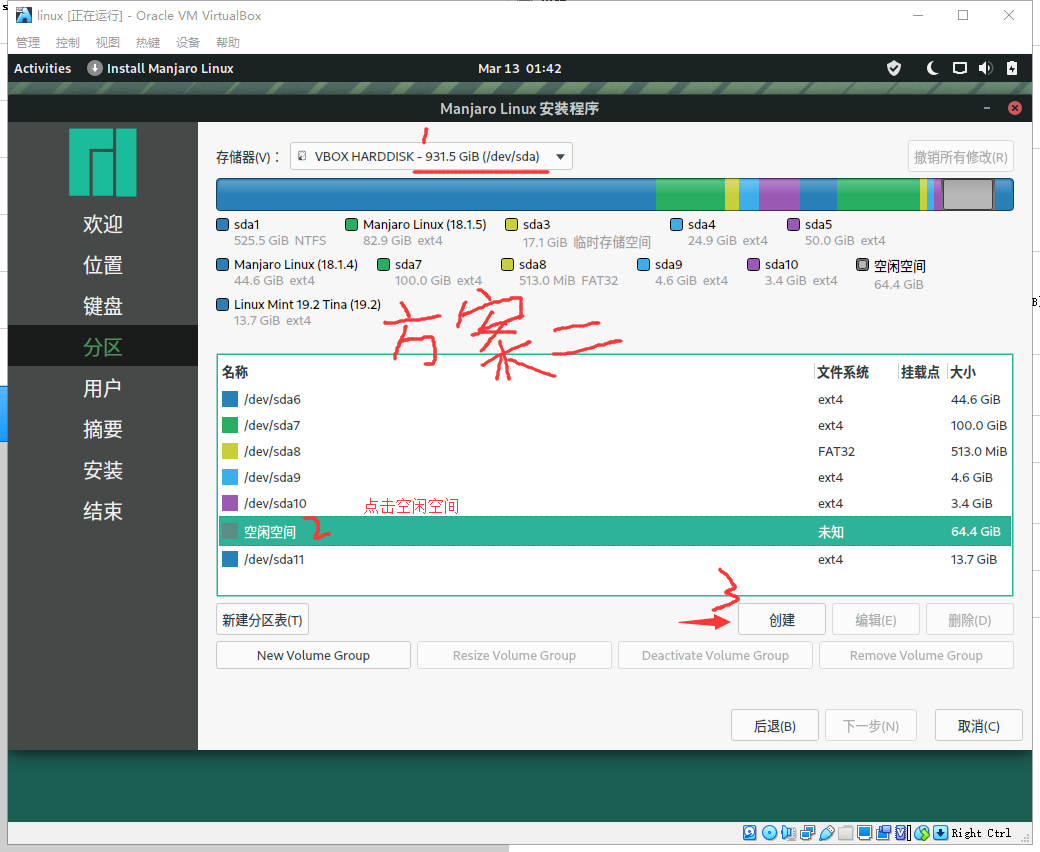 linux [正在运行] - Oracle VM VirtualBox
管理 控制 视图 热键 设备 帮助
Activities Install Manjaro Linux Mar 13 01:42
Manjaro Linux 安装程序
1
存储器(V)： VBOX HARDDISK - 931.5 GiB (/dev/sda) 撤销所有修改(R)
欢迎
位置
键盘
分区
用户
摘要
安装
结束
sda1 Manjaro Linux (18.1.5) sda3 sda4 sda5
525.5 GiB NTFS 82.9 GiB ext4 17.1 GiB 临时存储空间 24.9 GiB ext4 50.0 GiB ext4
Manjaro Linux (18.1.4) sda7 sda8 sda9 sda10 空闲空间
44.6 GiB ext4 100.0 GiB ext4 513.0 MiB FAT32 4.6 GiB ext4 3.4 GiB ext4 64.4 GiB
Linux Mint 19.2 Tina (19.2)
13.7 GiB ext4
方案二
名称 文件系统 挂载点 大小
/dev/sda6 ext4 44.6 GiB
/dev/sda7 ext4 100.0 GiB
/dev/sda8 FAT32 513.0 MiB
/dev/sda9 ext4 4.6 GiB
/dev/sda10 点击空闲空间 ext4 3.4 GiB
空闲空间 2 未知 64.4 GiB
/dev/sda11 ext4 13.7 GiB
3
新建分区表(T) 创建 编辑(E) 删除(D)
New Volume Group Resize Volume Group Deactivate Volume Group Remove Volume Group
后退(B) 下一步(N) 取消(C)
Right Ctrl